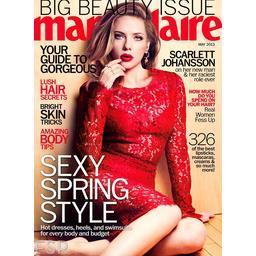 BIG BEAUTY ISSUE
marie claire
MAY 2013
YOUR
GUIDE TO
GORGEOUS
LUSH
HAIR
SECRETS
BRIGHT
SKIN
TRICKS
AMAZING
BODY
TIPS
SCARLETT
JOHANSSON
on her new man
& her raciest
role ever
HOW MUCH DO
YOU SPEND ON
YOUR HAIR?
Real
Women
Fess Up
326
of the best
lipsticks,
mascaras,
creams &
so much
more!
SEXY
SPRING
STYLE
Hot dresses, heels, and swimsuits
for every body and budget